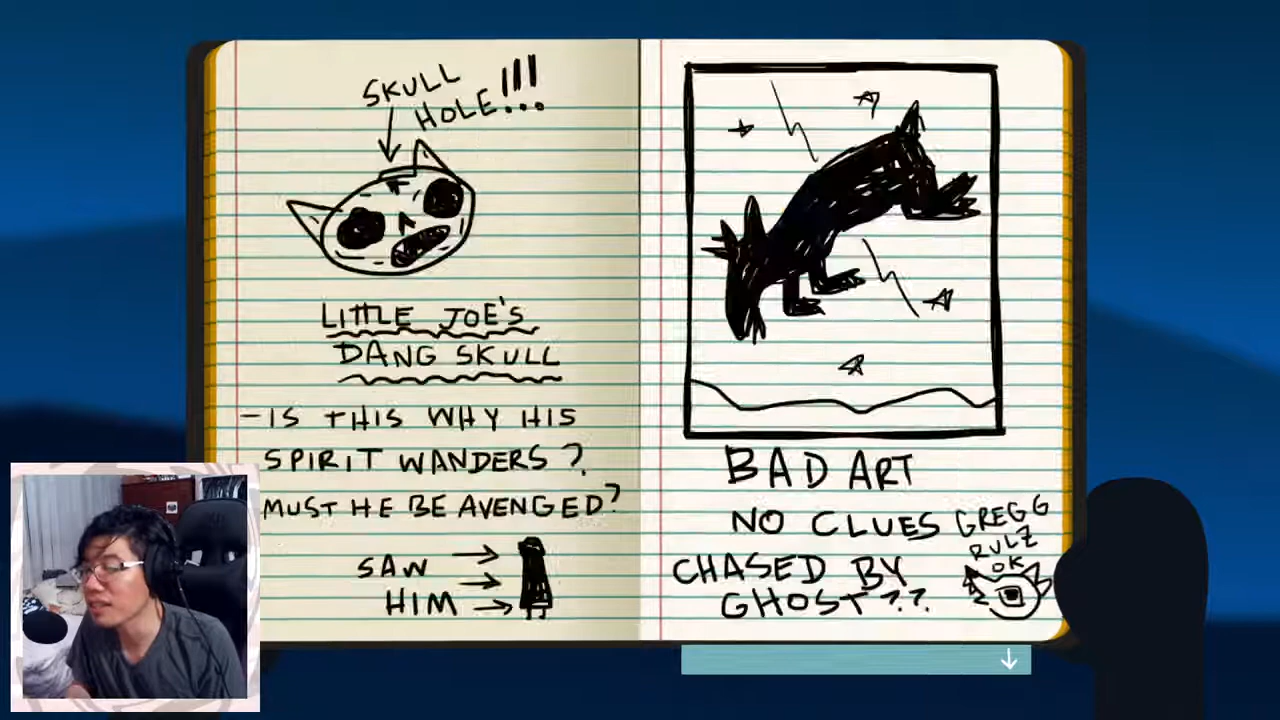 SKULL
HOLE!!!
LITTLE JOE'S
DANG SKULL
-IS THIS WHY HIS
SPIRIT WANDERS?
MUST HE BE AVENGED?
SAW
HIM
BAD ART
NO CLUES
CHASED BY
GHOST??
GREGG
RULZ
OK